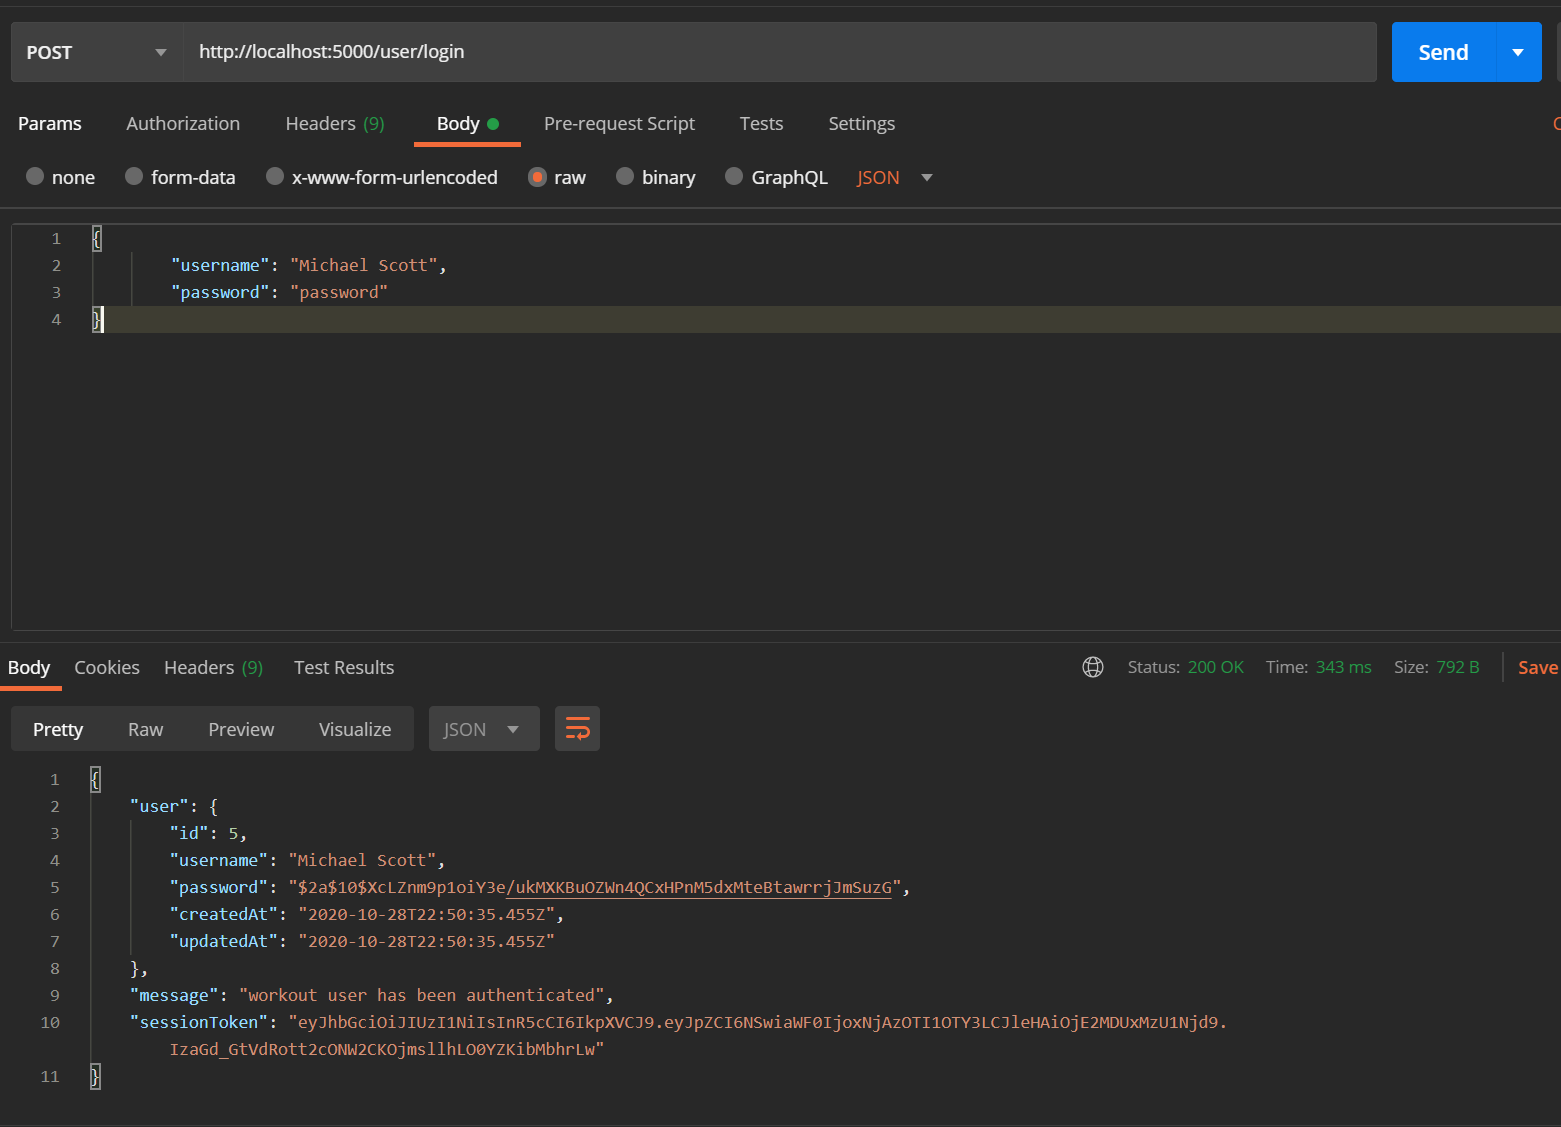 POST http://localhost:5000/user/login Send
Params Authorization Headers (9) Body Pre-request Script Tests Settings
none form-data x-www-form-urlencoded raw binary GraphQL JSON
1 {
2 "username": "Michael Scott",
3 "password": "password"
4 }
Body Cookies Headers (9) Test Results Status: 200 OK Time: 343 ms Size: 792 B Save
Pretty Raw Preview Visualize JSON
1 {
2 "user": {
3 "id": 5,
4 "username": "Michael Scott",
5 "password": "$2a$10$XcLZnm9p1oiY3e/ukMXKBuOZWn4QCxHPnM5dxMteBtawrrjJmSuzG",
6 "createdAt": "2020-10-28T22:50:35.455Z",
7 "updatedAt": "2020-10-28T22:50:35.455Z"
8 },
9 "message": "workout user has been authenticated",
10 "sessionToken": "eyJhbGciOiJIUzI1NiIsInR5cCI6IkpXVCJ9.eyJpZCI6NSwiaWF0IjoxNjAzOTI1OTY3LCJleHAiOjE2MDUxMzU1Njd9.
IzaGd_GtVdRott2cONW2CKOjmsllhLO0YZKibMbhrLw"
11 }